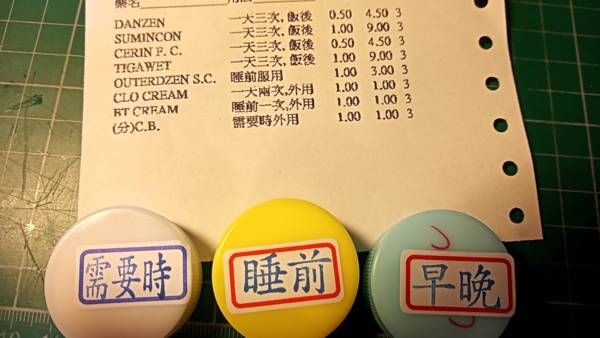 藥名
DANZEN 一天三次, 飯後 0.50 4.50 3
SUMINCON 一天三次, 飯後 1.00 9.00 3
CERIN F. C. 一天三次, 飯後 0.50 4.50 3
TIGAWET 一天三次, 飯後 1.00 9.00 3
OUTERDZEN S.C. 睡前服用 1.00 3.00 3
CLO CREAM 一天兩次,外用 1.00 1.00 3
BT CREAM 睡前一次,外用 1.00 1.00 3
(分)C.B. 需要時外用 1.00 1.00 3
需要時
睡前
早晚
10